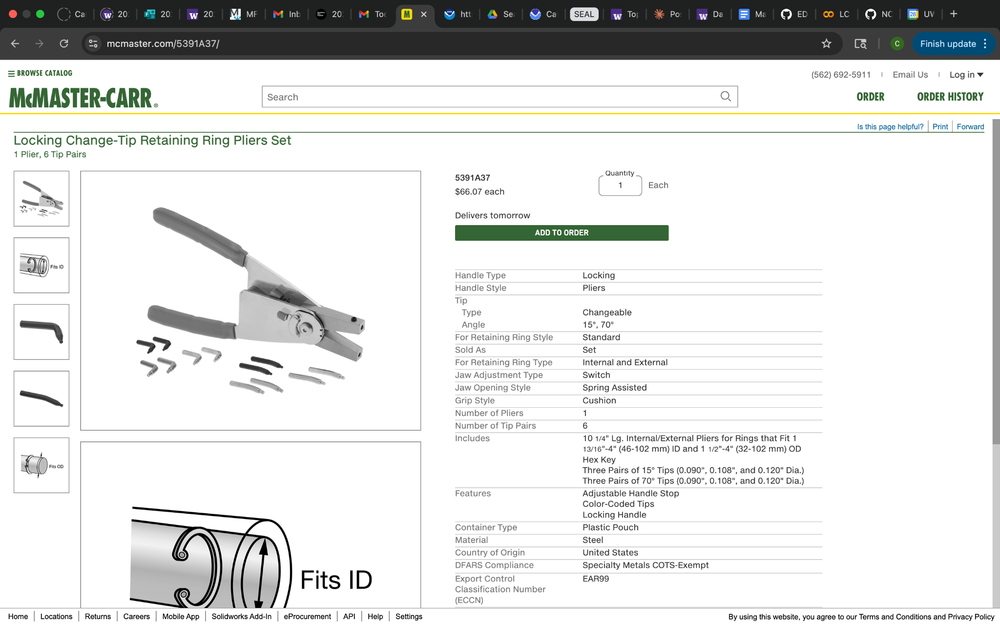 Ca
20
20
20
MF
Inb
20
Toc
htt
Se
Ca
SEAL
Top
Po
Da
Ma
ED
LC
NC
28
UW
mcmaster.com/5391A37/
C
Finish update
BROWSE CATALOG
(562) 692-5911
Email Us
Log in
McMASTER-CARR®
Search
ORDER
ORDER HISTORY
Is this page helpful?
Print
Forward
Locking Change-Tip Retaining Ring Pliers Set
1 Plier, 6 Tip Pairs
Fits ID
Fits OD
Fits ID
5391A37
$66.07 each
Quantity
1
Each
Delivers tomorrow
ADD TO ORDER
Handle Type Locking
Handle Style Pliers
Tip
Type Changeable
Angle 15°, 70°
For Retaining Ring Style Standard
Sold As Set
For Retaining Ring Type Internal and External
Jaw Adjustment Type Switch
Jaw Opening Style Spring Assisted
Grip Style Cushion
Number of Pliers 1
Number of Tip Pairs 6
Includes 10 1/4" Lg. Internal/External Pliers for Rings that Fit 1
13/16"-4" (46-102 mm) ID and 1 1/2"-4" (32-102 mm) OD
Hex Key
Three Pairs of 15° Tips (0.090", 0.108", and 0.120" Dia.)
Three Pairs of 70° Tips (0.090", 0.108", and 0.120" Dia.)
Features Adjustable Handle Stop
Color-Coded Tips
Locking Handle
Container Type Plastic Pouch
Material Steel
Country of Origin United States
DFARS Compliance Specialty Metals COTS-Exempt
Export Control EAR99
Classification Number
(ECCN)
Home
Locations
Returns
Careers
Mobile App
Solidworks Add-In
eProcurement
API
Help
Settings
By using this website, you agree to our Terms and Conditions and Privacy Policy